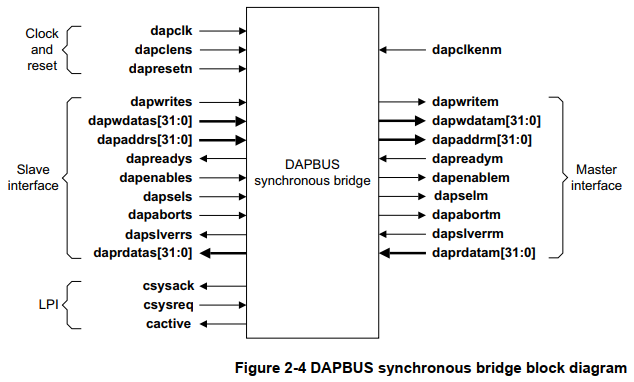 Clock
and
reset
dapclk
dapclens
dapresetn
dapclkenm
Slave
interface
dapwrites
dapwdatas[31:0]
dapaddrs[31:0]
dapreadys
dapenables
dapsels
dapaborts
dapslverrs
daprdatas[31:0]
DAPBUS
synchronous bridge
dapwritem
dapwdatam[31:0]
dapaddrm[31:0]
dapreadym
dapenablem
dapselm
dapabortm
dapslverrm
daprdatam[31:0]
Master
interface
LPI
csysack
csysreq
cactive
Figure 2-4 DAPBUS synchronous bridge block diagram